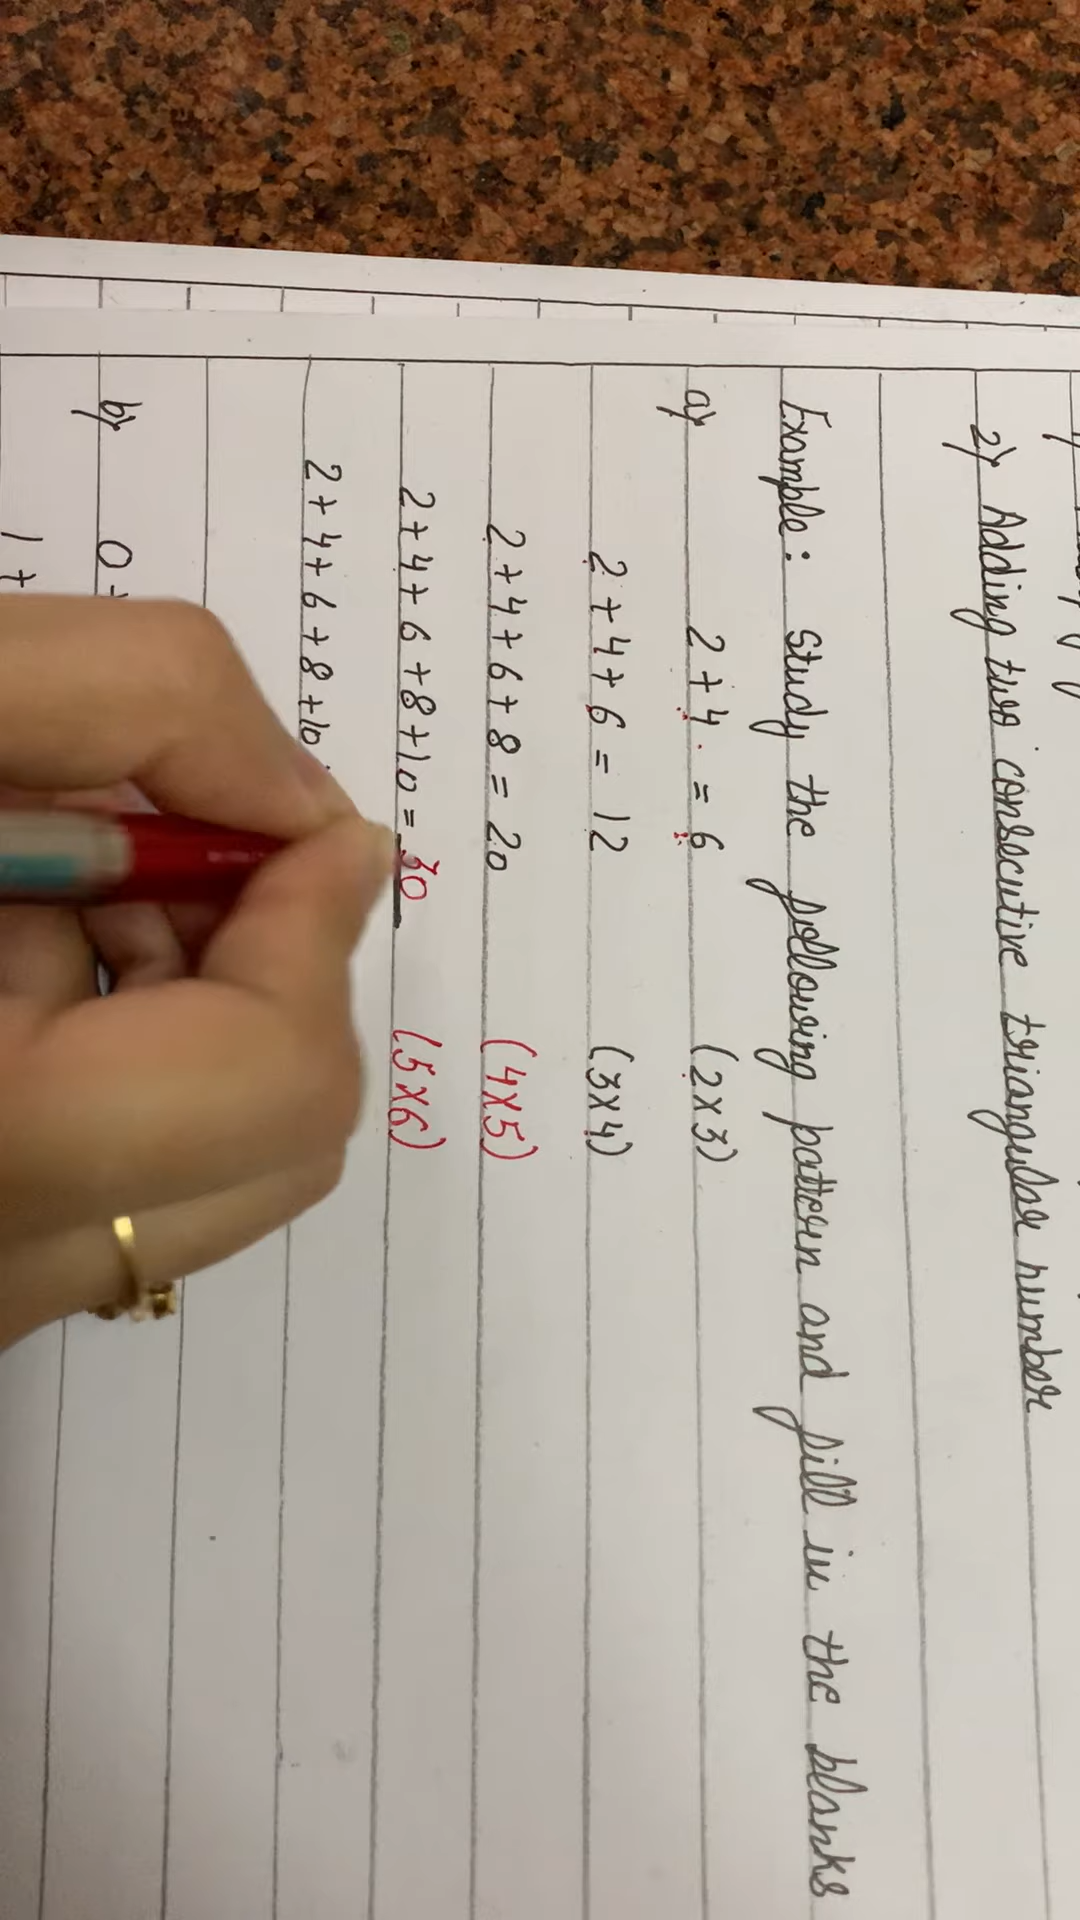 2) Adding two consecutive triangular number
Example: Study the following pattern and fill in the blanks
a) 2 + 4 = 6 (2×3)
2 + 4 + 6 = 12 (3×4)
2 + 4 + 6 + 8 = 20 (4×5)
2 + 4 + 6 + 8 + 10 = 30 (5×6)
2 + 4 + 6 + 8 + 10
b) 0 +
1 +